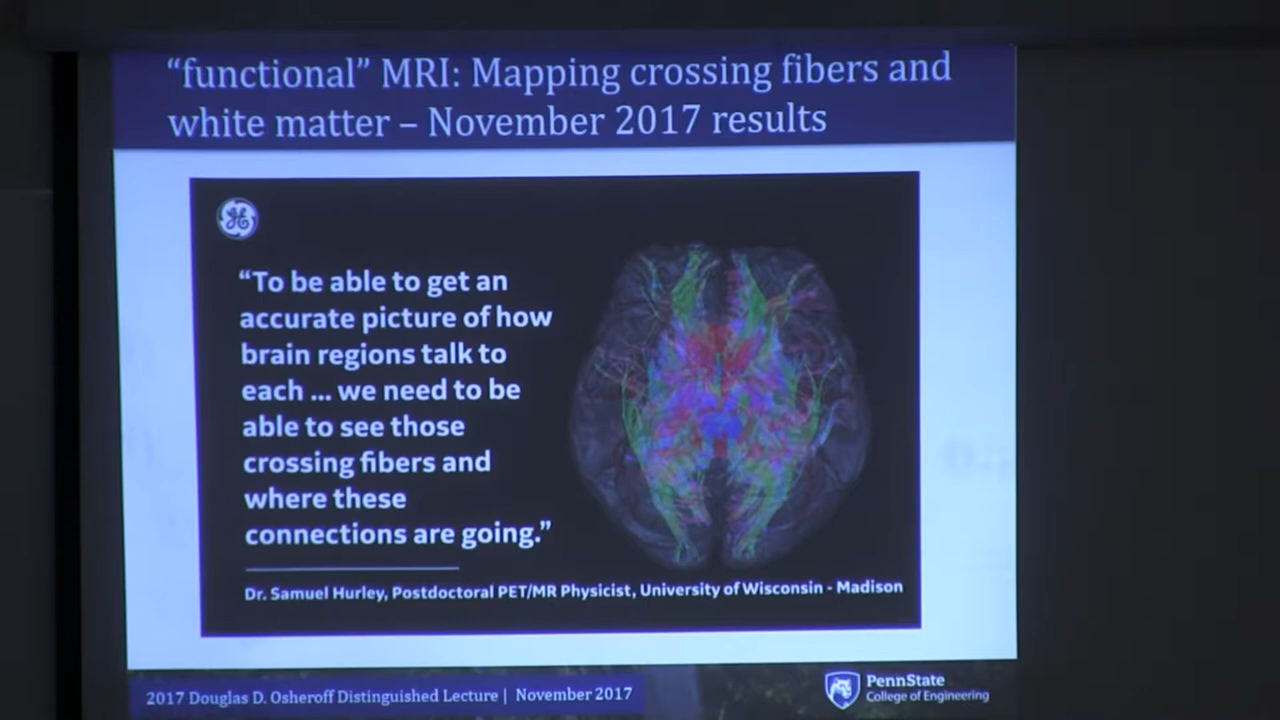 “functional” MRI: Mapping crossing fibers and
white matter – November 2017 results
“To be able to get an
accurate picture of how
brain regions talk to
each ... we need to be
able to see those
crossing fibers and
where these
connections are going.”
Dr. Samuel Hurley, Postdoctoral PET/MR Physicist, University of Wisconsin - Madison
2017 Douglas D. Osheroff Distinguished Lecture | November 2017
PennState
College of Engineering